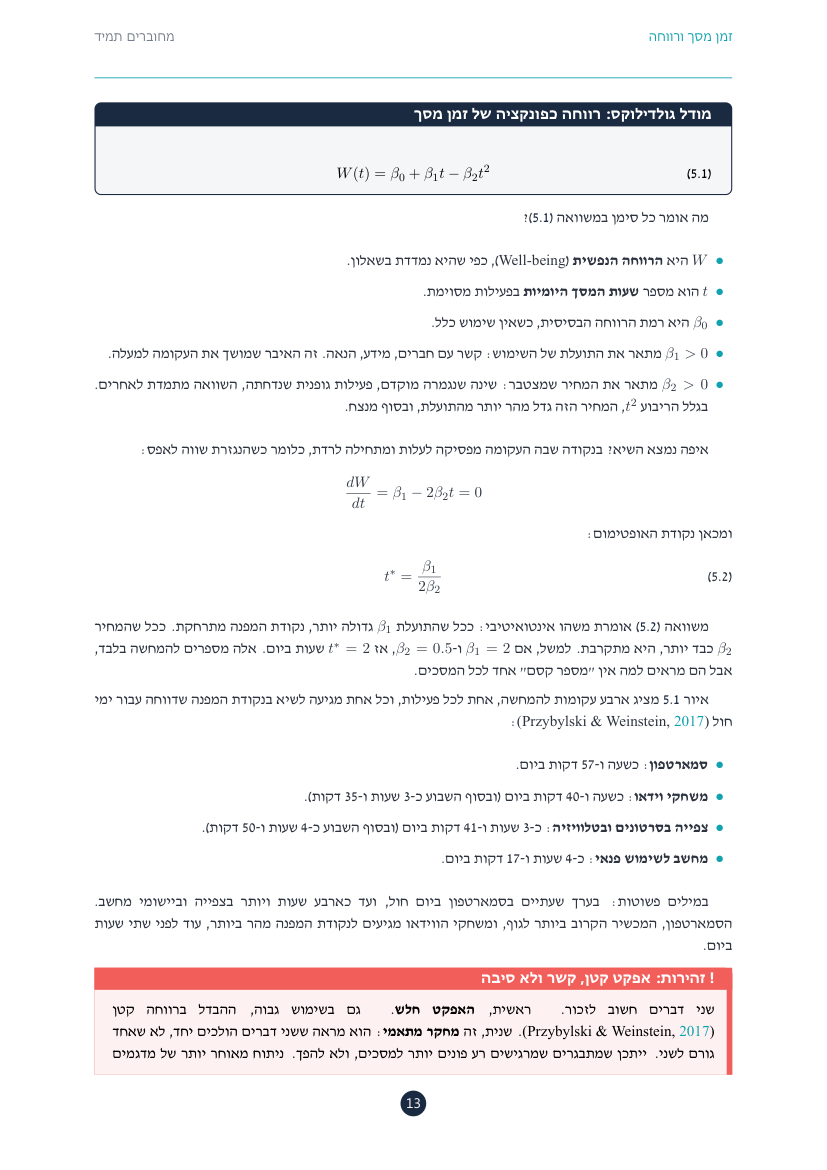 זמן מסך ורווחה
מחוברים תמיד
מודל גולדילוקס: רווחה כפונקציה של זמן מסך
(5.1) W(t) = β₀ + β₁t − β₂t²
מה אומר כל סימן במשוואה (5.1)?
• W היא הרווחה הנפשית (Well-being), כפי שהיא נמדדת בשאלון.
• t הוא מספר שעות המסך היומיות בפעילות מסוימת.
• β₀ היא רמת הרווחה הבסיסית, כשאין שימוש כלל.
• β₁ > 0 מתאר את התועלת של השימוש: קשר עם חברים, מידע, הנאה. זה האיבר שמושך את העקומה למעלה.
• β₂ > 0 מתאר את המחיר שמצטבר: שינה שנגמרה מוקדם, פעילות גופנית שנדחתה, השוואה מתמדת לאחרים.
בגלל הריבוע t², המחיר הזה גדל מהר יותר מהתועלת, ובסוף מנצח.
איפה נמצא השיא? בנקודה שבה העקומה מפסיקה לעלות ומתחילה לרדת, כלומר כשהנגזרת שווה לאפס:
dW/dt = β₁ − 2β₂t = 0
ומכאן נקודת האופטימום:
(5.2) t* = β₁/2β₂
משוואה (5.2) אומרת משהו אינטואיטיבי: ככל שהתועלת β₁ גדולה יותר, נקודת המפנה מתרחקת. ככל שהמחיר
β₂ כבד יותר, היא מתקרבת. למשל, אם β₁ = 2 ו-β₂ = 0.5, אז t* = 2 שעות ביום. אלה מספרים להמחשה בלבד,
אבל הם מראים למה אין "מספר קסם" אחד לכל המסכים.
איור 5.1 מציג ארבע עקומות להמחשה, אחת לכל פעילות, וכל אחת מגיעה לשיא בנקודת המפנה שדווחה עבור ימי
חול (Przybylski & Weinstein, 2017):
• סמארטפון: כשעה ו-57 דקות ביום.
• משחקי וידאו: כשעה ו-40 דקות ביום (ובסוף השבוע כ-3 שעות ו-35 דקות).
• צפייה בסרטונים ובטלוויזיה: כ-3 שעות ו-41 דקות ביום (ובסוף השבוע כ-4 שעות ו-50 דקות).
• מחשב לשימוש פנאי: כ-4 שעות ו-17 דקות ביום.
במילים פשוטות: בערך שעתיים בסמארטפון ביום חול, ועד כארבע שעות ויותר בצפייה וביישומי מחשב.
הסמארטפון, המכשיר הקרוב ביותר לגוף, ומשחקי הווידאו מגיעים לנקודת המפנה מהר ביותר, עוד לפני שתי שעות
ביום.
! זהירות: אפקט קטן, קשר ולא סיבה
שני דברים חשוב לזכור. ראשית, האפקט חלש. גם בשימוש גבוה, ההבדל ברווחה קטן
(Przybylski & Weinstein, 2017). שנית, זה מחקר מתאמי: הוא מראה ששני דברים הולכים יחד, לא שאחד
גורם לשני. ייתכן שמתבגרים שמרגישים רע פונים יותר למסכים, ולא להפך. ניתוח מאוחר יותר של מדגמים
13